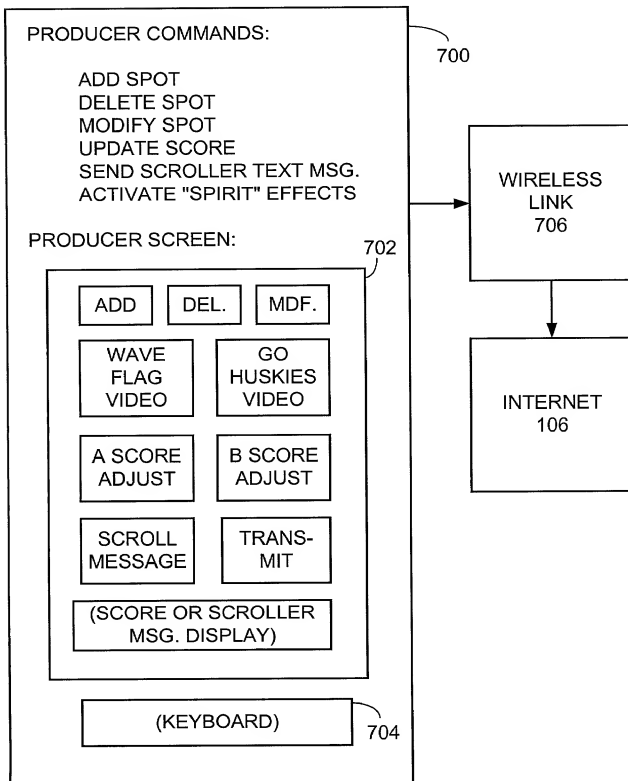 PRODUCER COMMANDS:
700
ADD SPOT
DELETE SPOT
MODIFY SPOT
UPDATE SCORE
SEND SCROLLER TEXT MSG.
ACTIVATE "SPIRIT" EFFECTS
PRODUCER SCREEN:
702
ADD
DEL.
MDF.
WAVE
FLAG
VIDEO
GO
HUSKIES
VIDEO
A SCORE
ADJUST
B SCORE
ADJUST
SCROLL
MESSAGE
TRANS-
MIT
(SCORE OR SCROLLER
MSG. DISPLAY)
(KEYBOARD)
704
WIRELESS
LINK
706
INTERNET
106